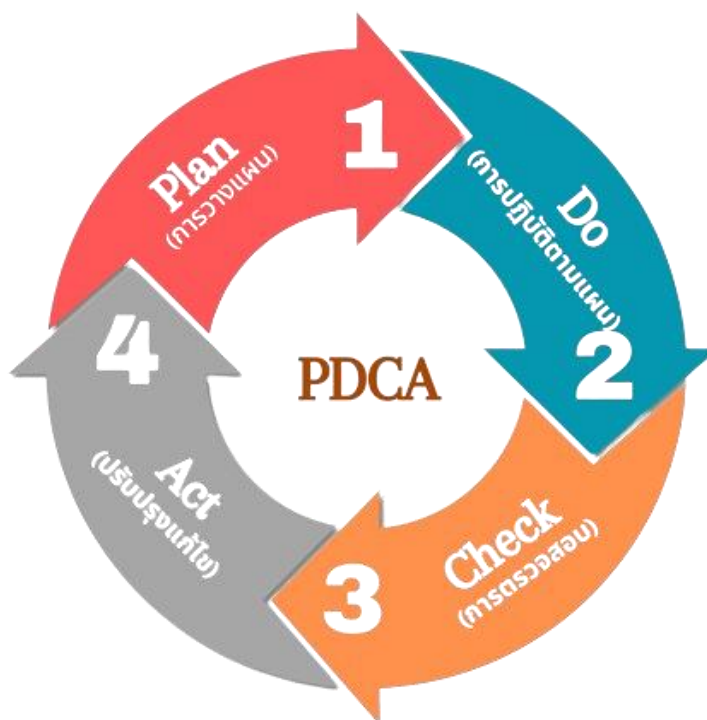 1
Plan
(การวางแผน)
Do
(การปฏิบัติตามแผน)
2
Check
(การตรวจสอบ)
3
Act
(ปรับปรุงแก้ไข)
4
PDCA